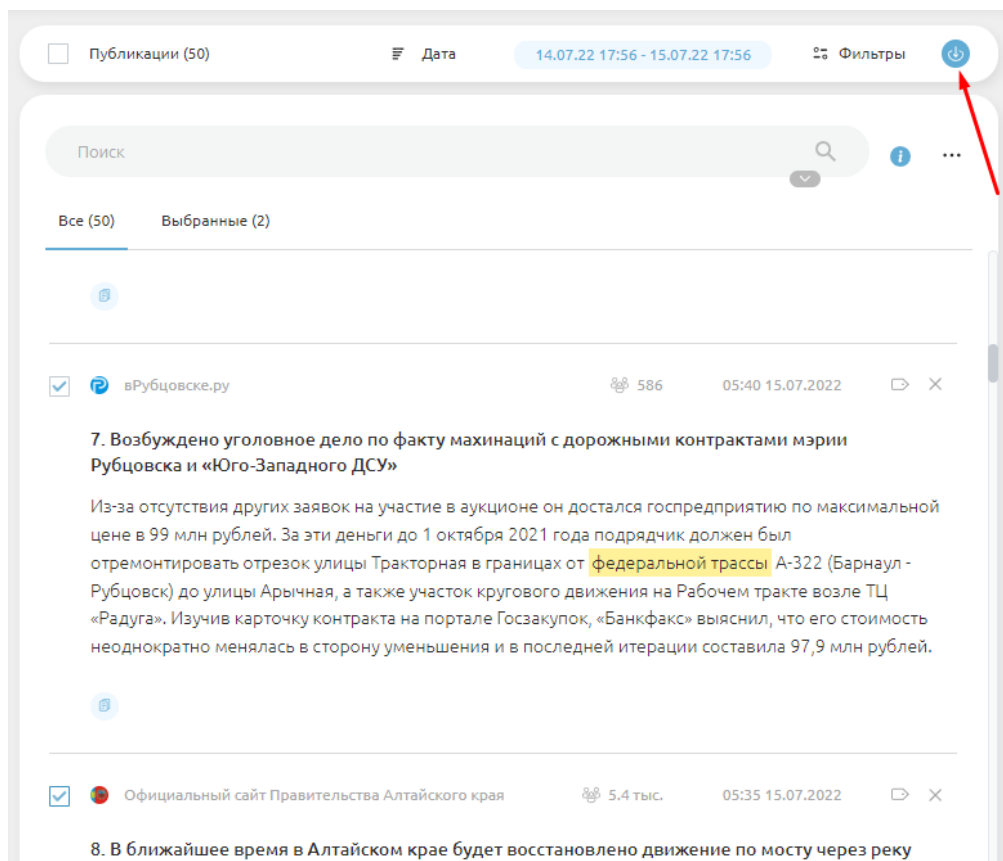 Публикации (50) Дата 14.07.22 17:56 - 15.07.22 17:56 Фильтры
Поиск
Все (50) Выбранные (2)
вРубцовске.ру 586 05:40 15.07.2022
7. Возбуждено уголовное дело по факту махинаций с дорожными контрактами мэрии
Рубцовска и «Юго-Западного ДСУ»
Из-за отсутствия других заявок на участие в аукционе он достался госпредприятию по максимальной
цене в 99 млн рублей. За эти деньги до 1 октября 2021 года подрядчик должен был
отремонтировать отрезок улицы Тракторная в границах от федеральной трассы А-322 (Барнаул -
Рубцовск) до улицы Арычная, а также участок кругового движения на Рабочем тракте возле ТЦ
«Радуга». Изучив карточку контракта на портале Госзакупок, «Банкфакс» выяснил, что его стоимость
неоднократно менялась в сторону уменьшения и в последней итерации составила 97,9 млн рублей.
Официальный сайт Правительства Алтайского края 5.4 тыс. 05:35 15.07.2022
8. В ближайшее время в Алтайском крае будет восстановлено движение по мосту через реку